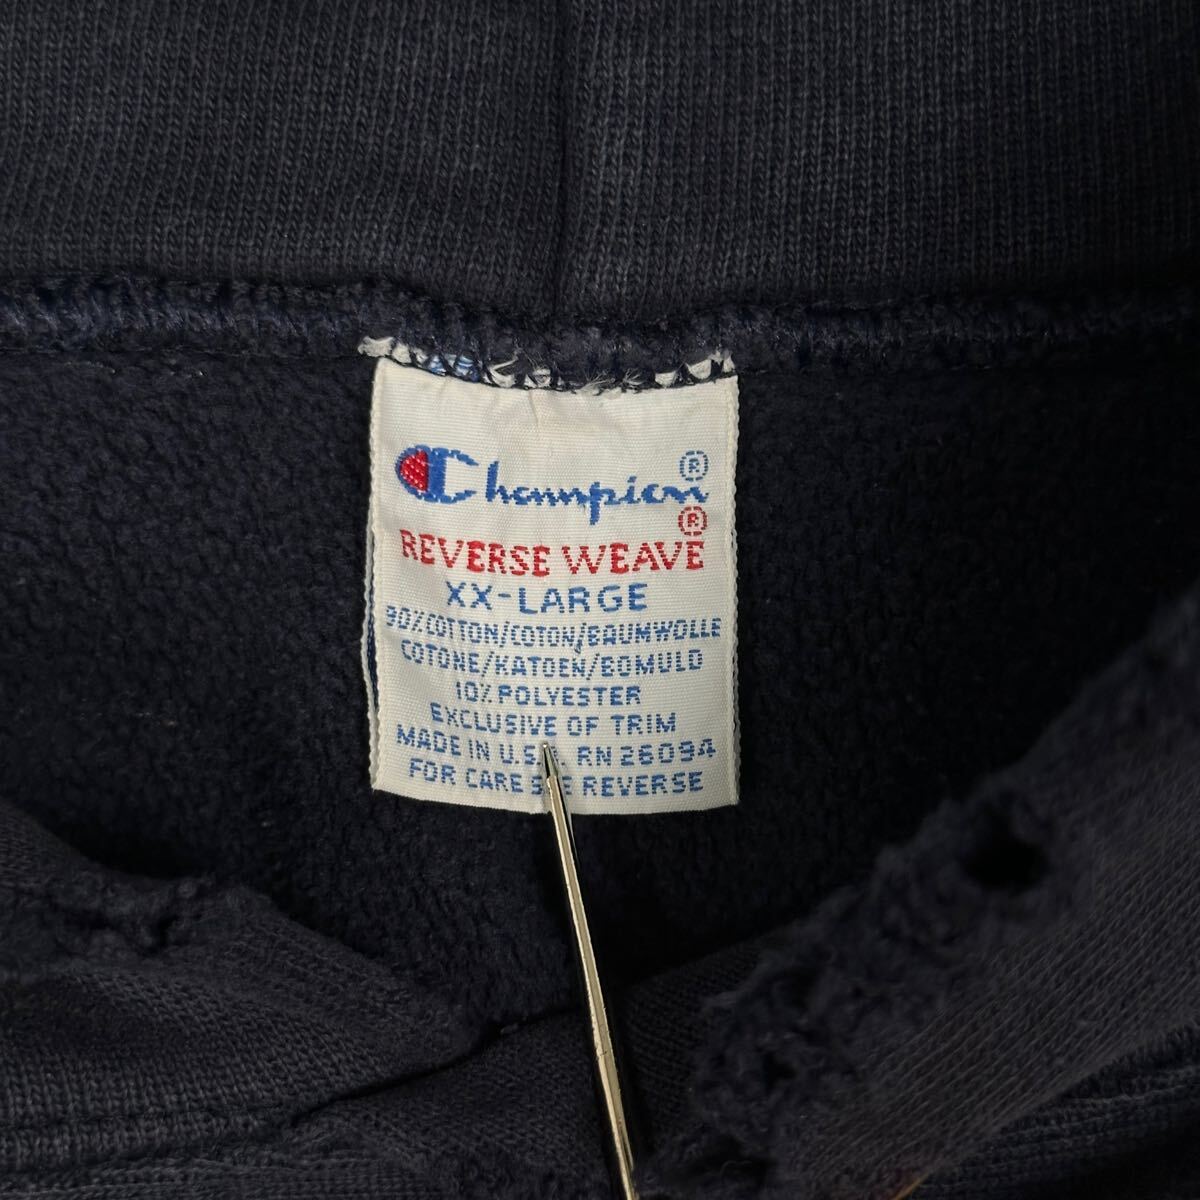 Champion®
REVERSE WEAVE®
XX-LARGE
90% COTTON/COTON/BAUMWOLLE
COTONE/KATOEN/BOMULD
10% POLYESTER
EXCLUSIVE OF TRIM
MADE IN U.S. RN 26094
FOR CARE SEE REVERSE